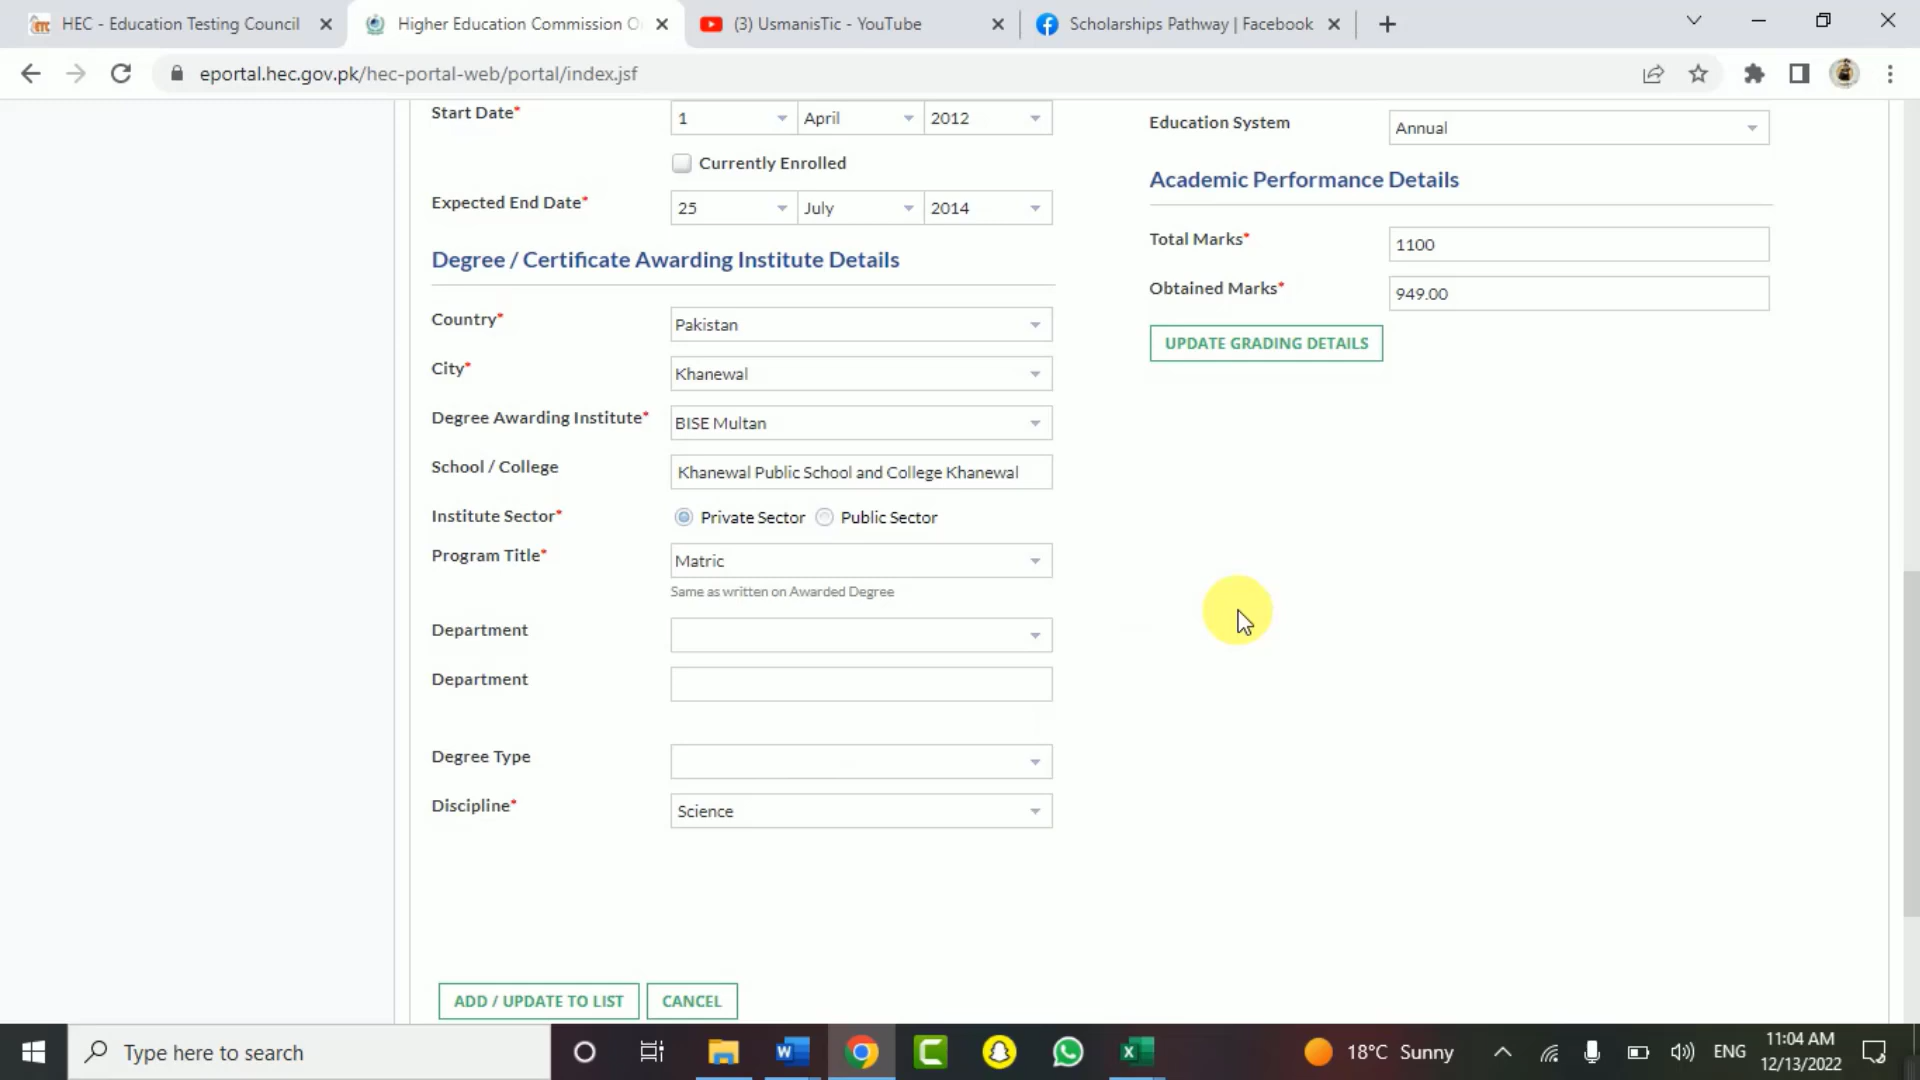 HEC - Education Testing Council
Higher Education Commission O
(3) UsmanisTic - YouTube
Scholarships Pathway | Facebook
eportal.hec.gov.pk/hec-portal-web/portal/index.jsf
Start Date* 1 April 2012
Currently Enrolled
Expected End Date* 25 July 2014
Degree / Certificate Awarding Institute Details
Country* Pakistan
City* Khanewal
Degree Awarding Institute* BISE Multan
School / College Khanewal Public School and College Khanewal
Institute Sector* Private Sector Public Sector
Program Title* Matric
Same as written on Awarded Degree
Department
Department
Degree Type
Discipline* Science
ADD / UPDATE TO LIST CANCEL
Education System Annual
Academic Performance Details
Total Marks* 1100
Obtained Marks* 949.00
UPDATE GRADING DETAILS
Type here to search
18°C Sunny
ENG
11:04 AM
12/13/2022